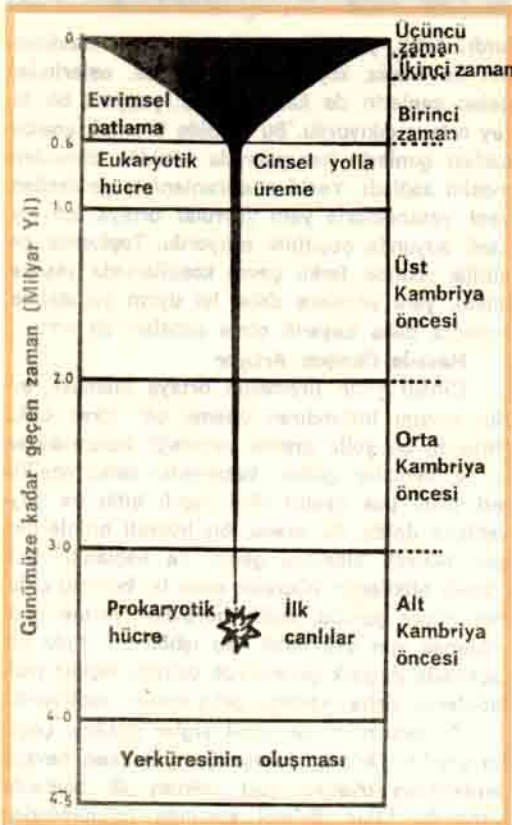 Günümüze kadar geçen zaman (Milyar Yıl)
0.
Üçüncü
zaman
İkinci zaman
Evrimsel
patlama
Birinci
zaman
0.6
Eukaryotik
hücre
Cinsel yolla
üreme
1.0
Üst
Kambriya
öncesi
2.0
Orta
Kambriya
öncesi
3.0
Prokaryotik
hücre
İlk
canlılar
Alt
Kambriya
öncesi
4.0
Yerküresinin oluşması
4.5